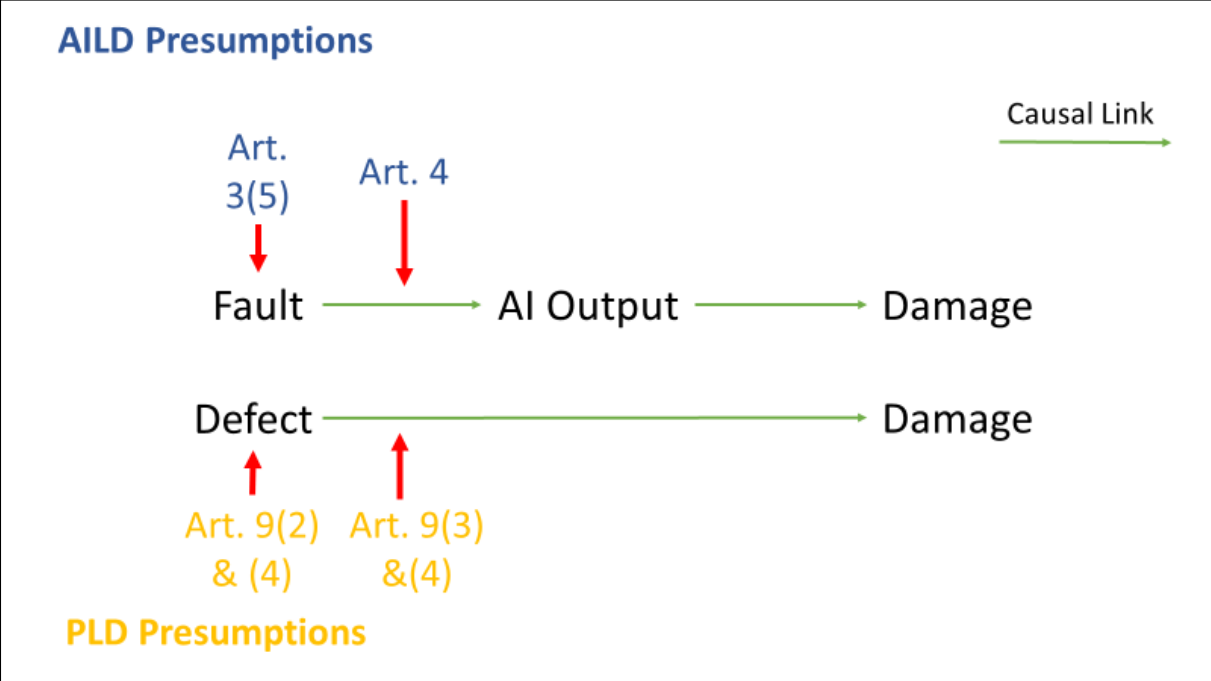 AILD Presumptions
Causal Link
Art.
3(5)
Art. 4
Fault
AI Output
Damage
Defect
Damage
Art. 9(2)
& (4)
Art. 9(3)
&(4)
PLD Presumptions